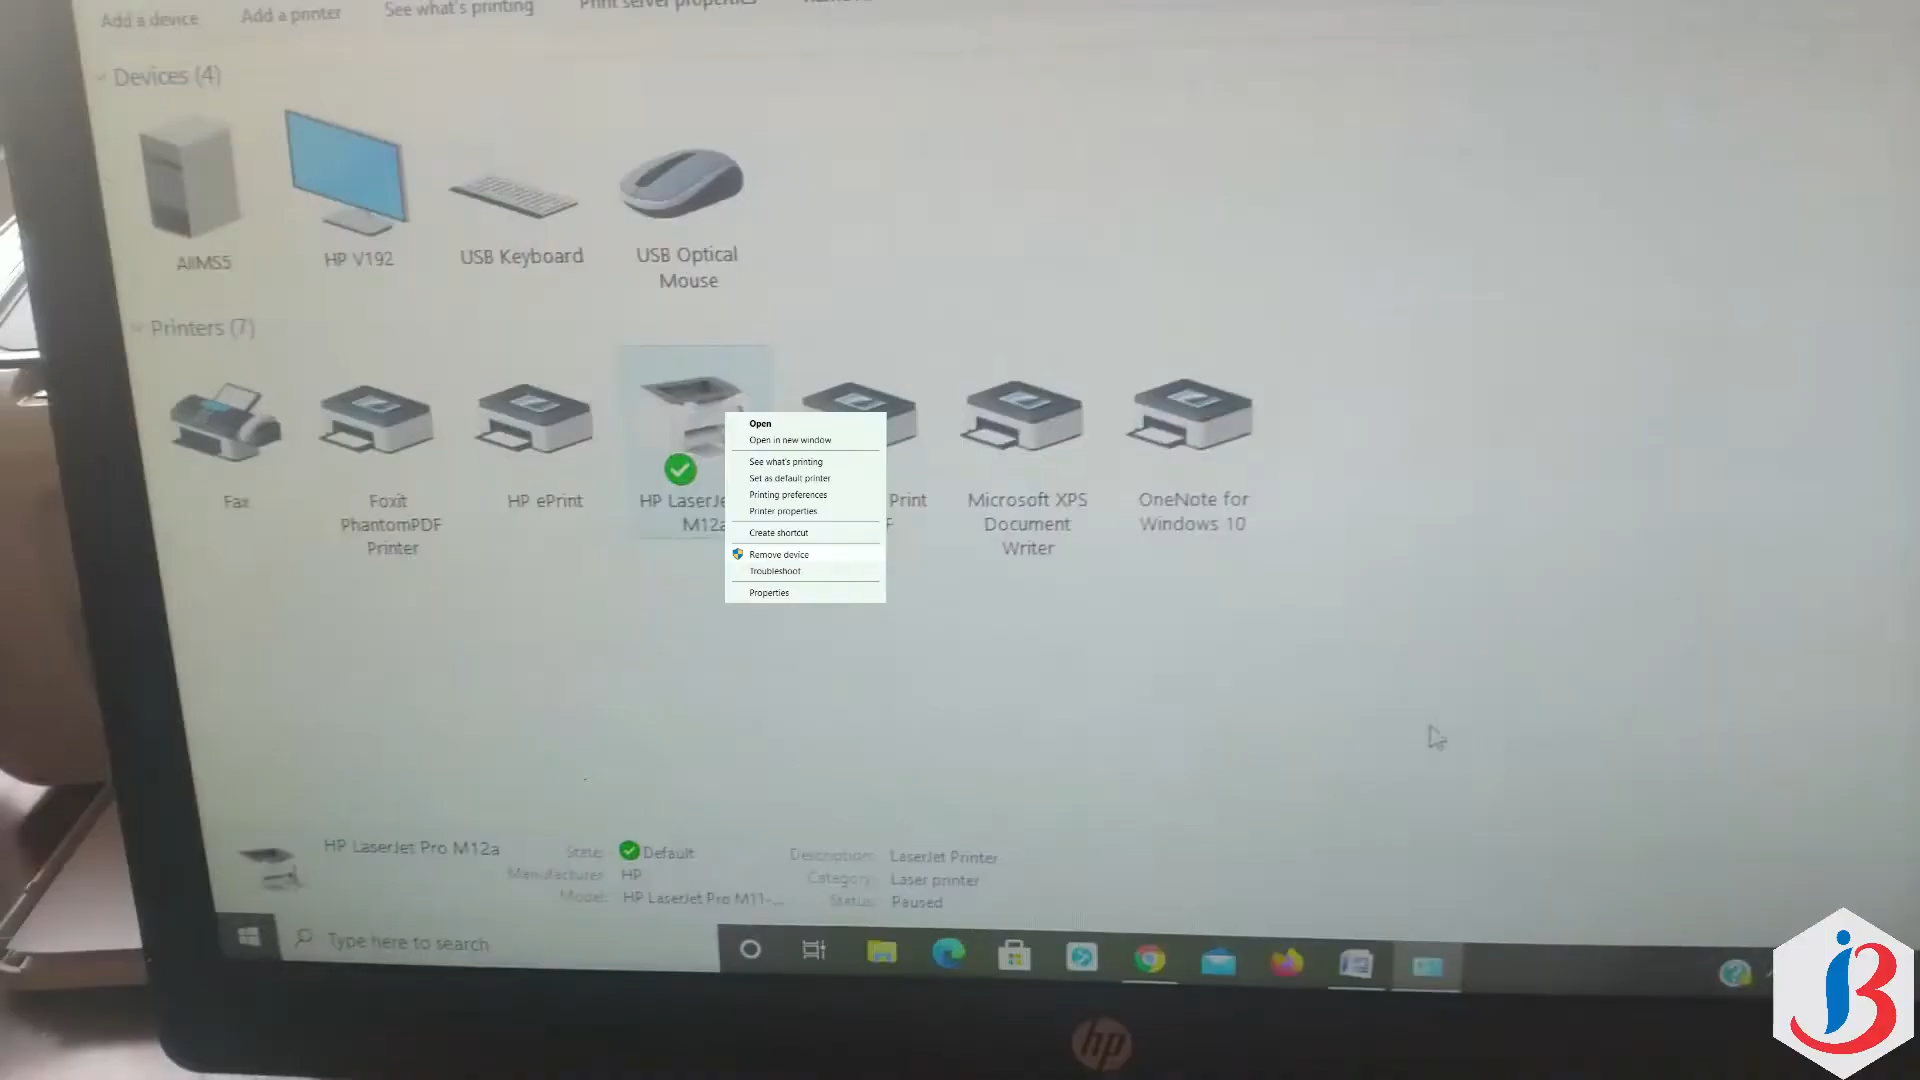 Add a device
Add a printer
See what's printing
Print server properties
Devices (4)
AIIMS5
HP V192
USB Keyboard
USB Optical
Mouse
Printers (7)
Fax
Foxit
PhantomPDF
Printer
HP ePrint
HP LaserJe
M12a
Print
F
Microsoft XPS
Document
Writer
OneNote for
Windows 10
Open
Open in new window
See what's printing
Set as default printer
Printing preferences
Printer properties
Create shortcut
Remove device
Troubleshoot
Properties
HP LaserJet Pro M12a
State: Default
Manufacturer: HP
Model: HP LaserJet Pro M11-...
Description: LaserJet Printer
Category: Laser printer
Status: Paused
Type here to search
hp